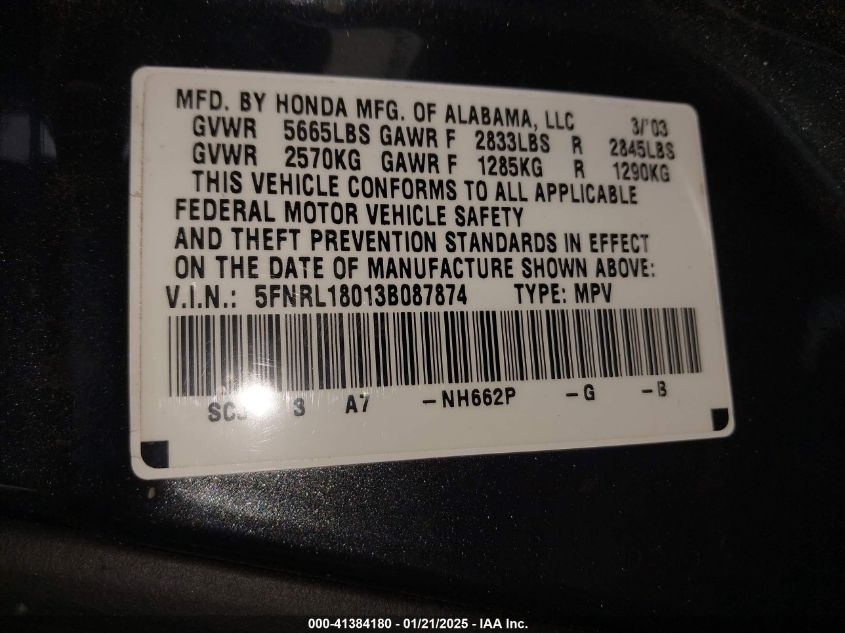 MFD. BY HONDA MFG. OF ALABAMA, LLC 3/'03
GVWR 5665LBS GAWR F 2833LBS R 2845LBS
GVWR 2570KG GAWR F 1285KG R 1290KG
THIS VEHICLE CONFORMS TO ALL APPLICABLE
FEDERAL MOTOR VEHICLE SAFETY
AND THEFT PREVENTION STANDARDS IN EFFECT
ON THE DATE OF MANUFACTURE SHOWN ABOVE:
V.I.N.: 5FNRL18013B087874 TYPE: MPV
3 A7 -NH662P -G -B
000-41384180 - 01/21/2025 - IAA Inc.